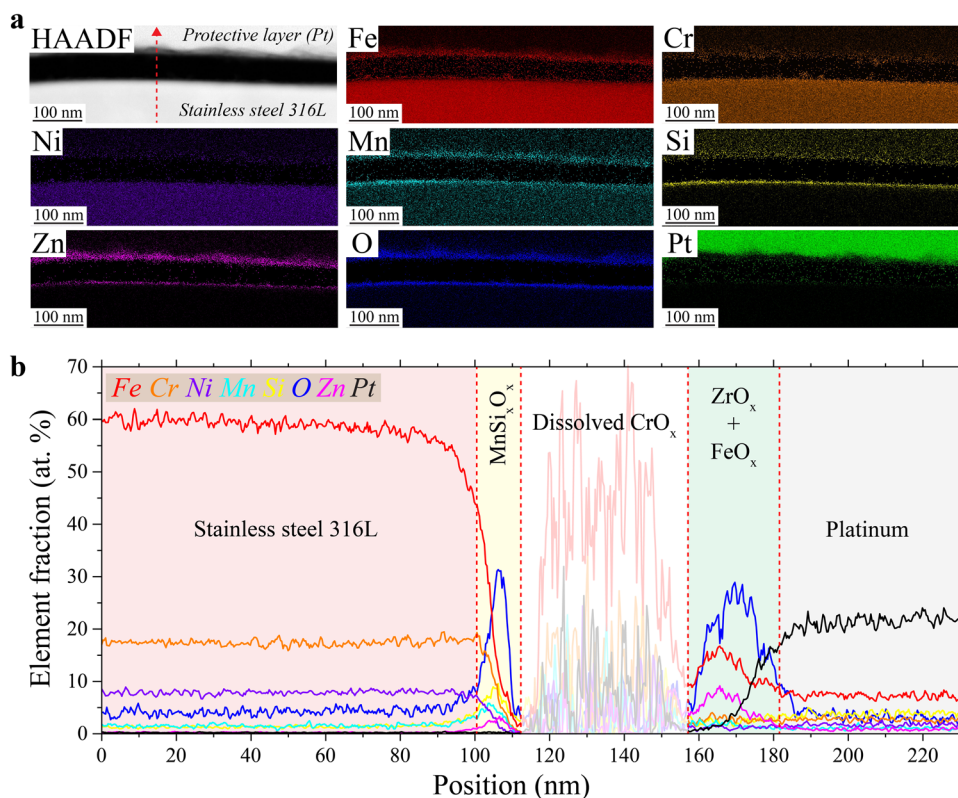 a
HAADF
Protective layer (Pt)
Stainless steel 316L
100 nm
Fe
100 nm
Cr
100 nm
Ni
100 nm
Mn
100 nm
Si
100 nm
Zn
100 nm
O
100 nm
Pt
100 nm
b
Element fraction (at. %)
70
60
50
40
30
20
10
0
Fe Cr Ni Mn Si O Zn Pt
Stainless steel 316L
MnSiₓOₓ
Dissolved CrOₓ
ZrOₓ
+
FeOₓ
Platinum
0 20 40 60 80 100 120 140 160 180 200 220
Position (nm)